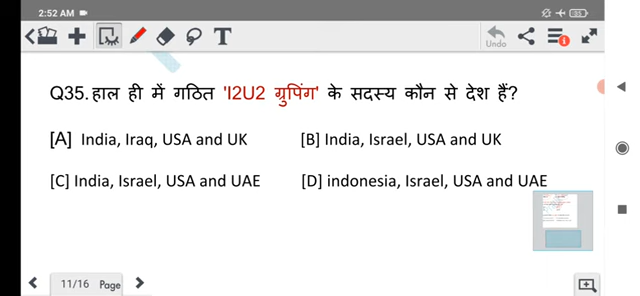 2:52 AM
35
T
Undo
Q35. हाल ही में गठित 'I2U2 ग्रुपिंग' के सदस्य कौन से देश हैं?
[A] India, Iraq, USA and UK
[B] India, Israel, USA and UK
[C] India, Israel, USA and UAE
[D] indonesia, Israel, USA and UAE
11/16 Page